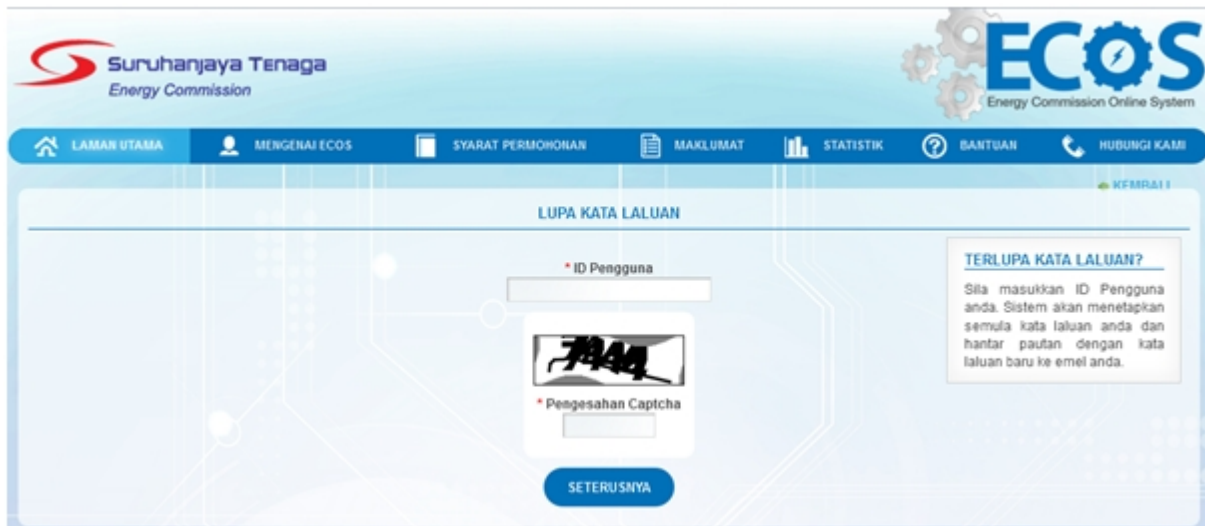 Suruhanjaya Tenaga
Energy Commission
ECOS
Energy Commission Online System
LAMAN UTAMA MENGENAI ECOS SYARAT PERMOHONAN MAKLUMAT STATISTIK BANTUAN HUBUNGI KAMI
KEMBALI
LUPA KATA LALUAN
* ID Pengguna
* Pengesahan Captcha
SETERUSNYA
TERLUPA KATA LALUAN?
Sila masukkan ID Pengguna
anda. Sistem akan menetapkan
semula kata laluan anda dan
hantar pautan dengan kata
laluan baru ke emel anda.